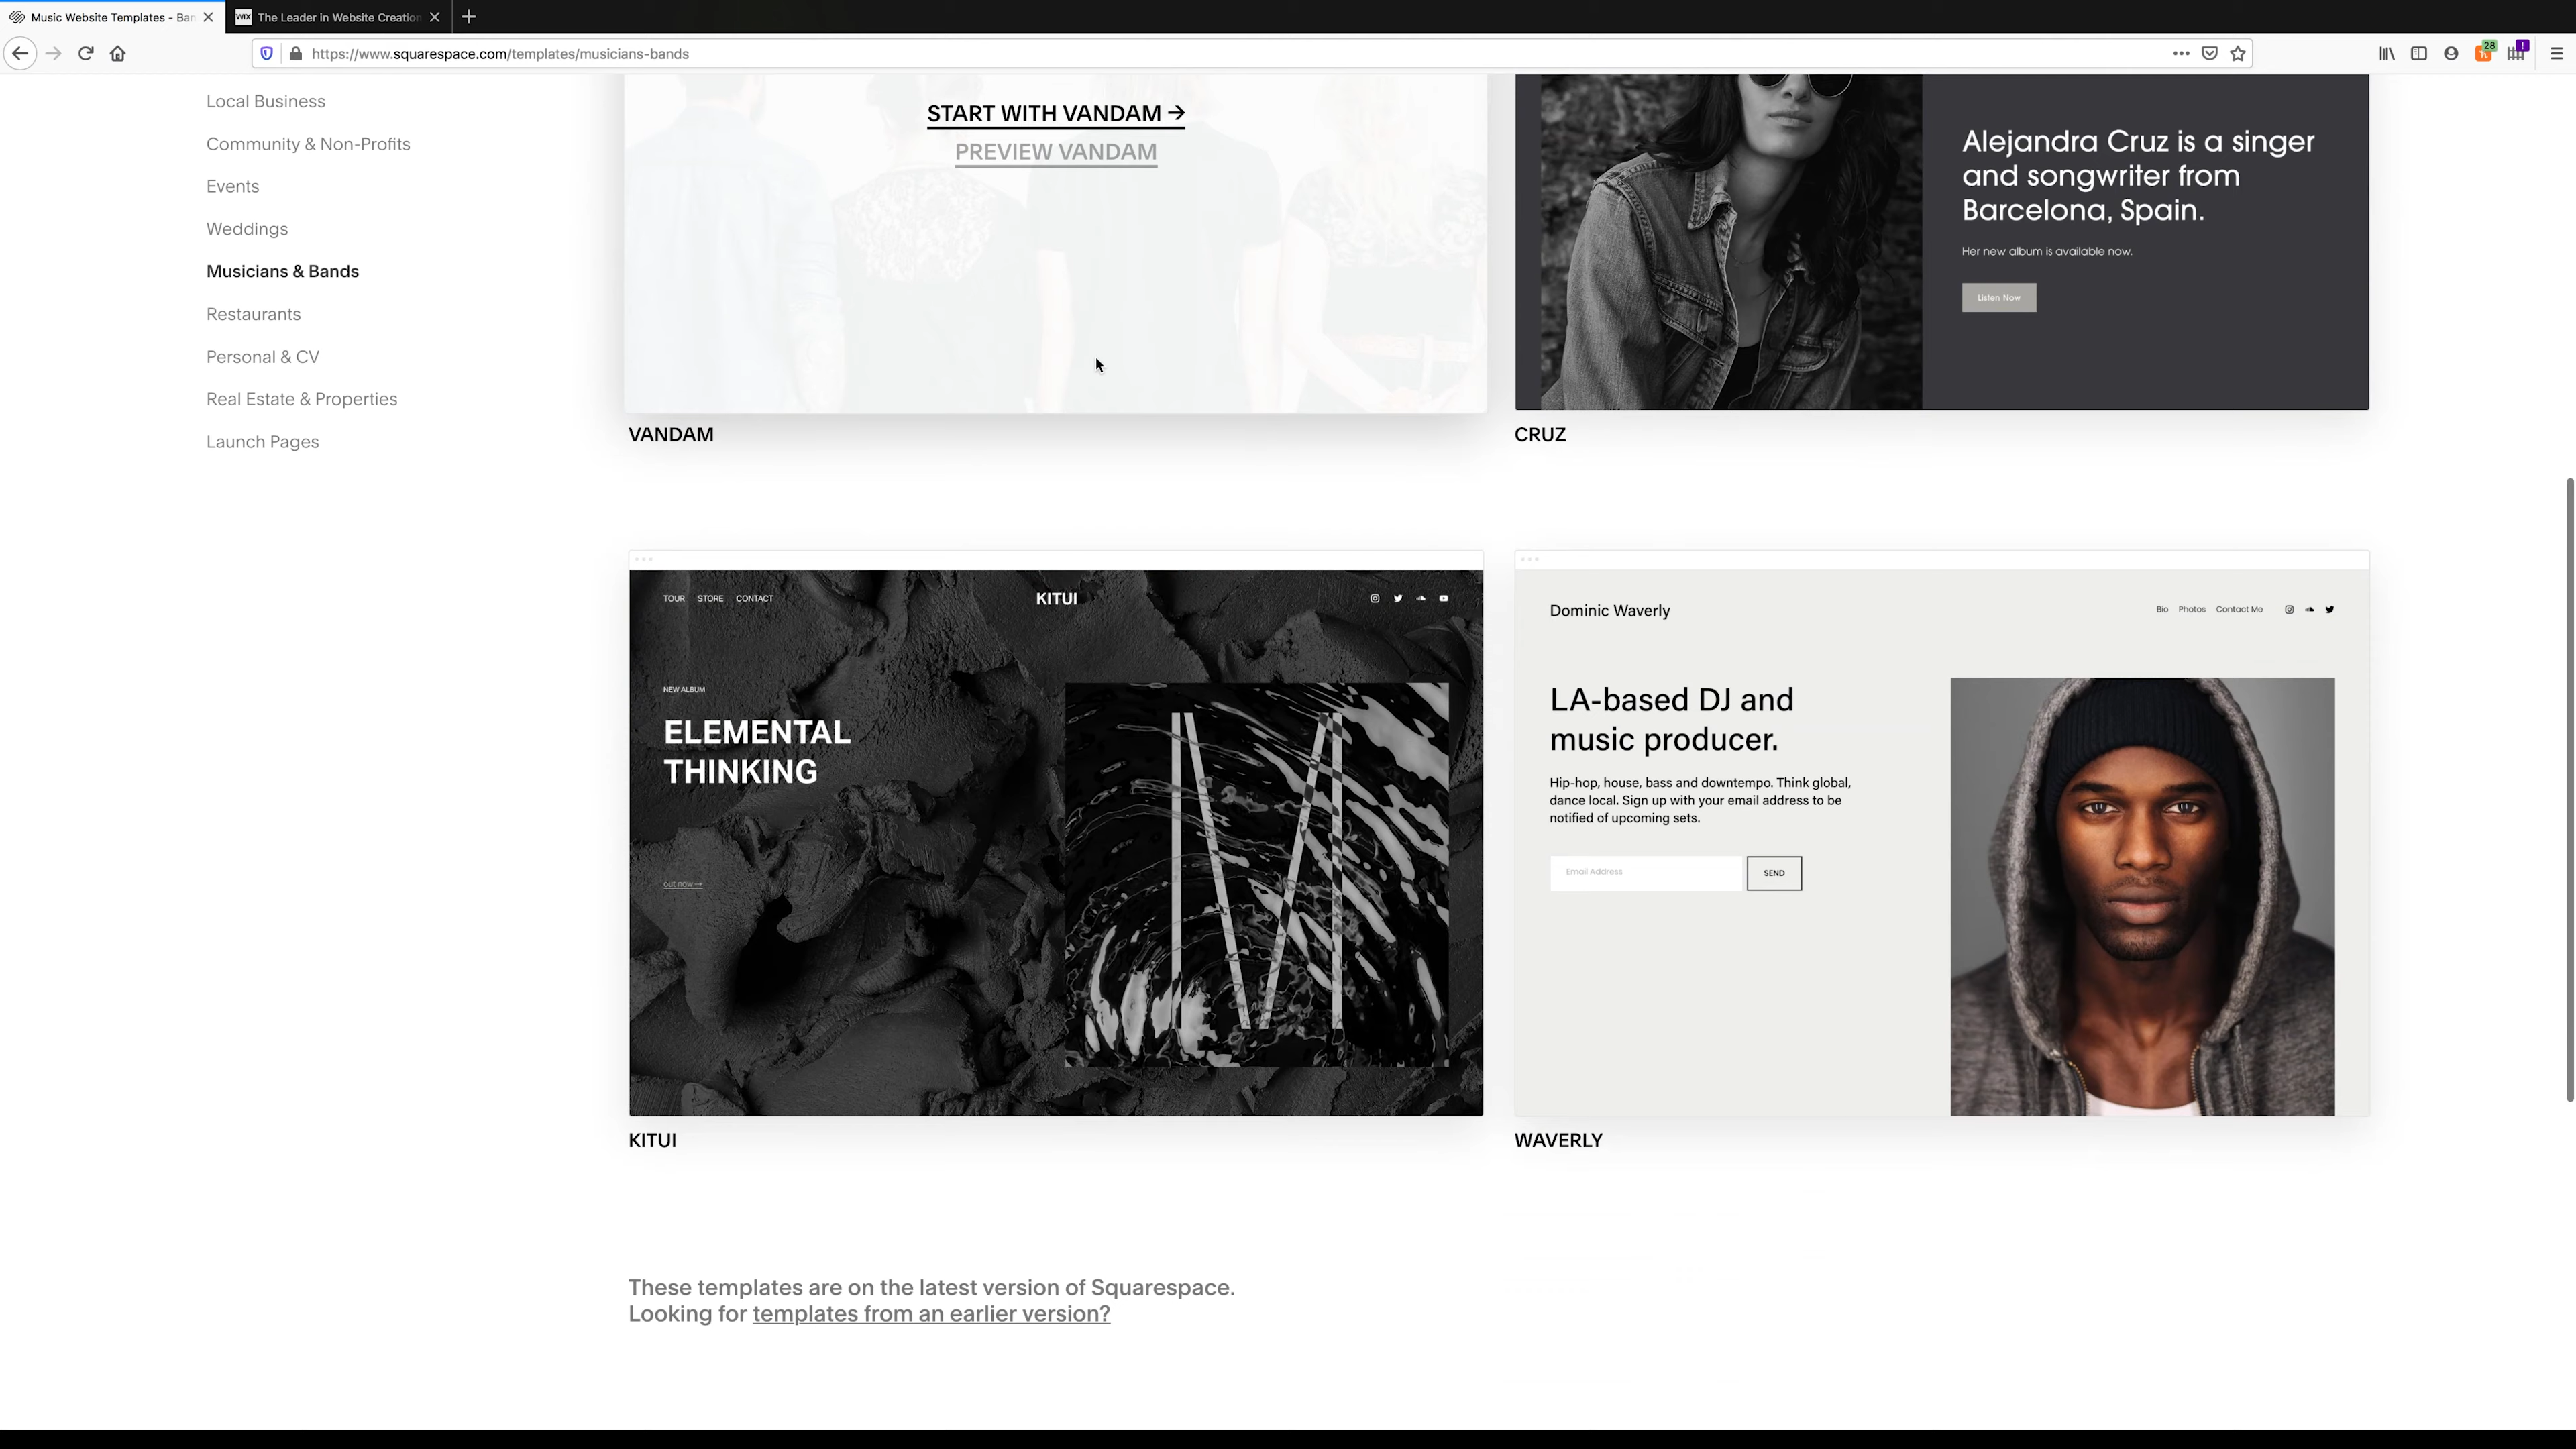 Music Website Templates - Ban
WIX
The Leader in Website Creation
https://www.squarespace.com/templates/musicians-bands
28
Local Business
Community & Non-Profits
Events
Weddings
Musicians & Bands
Restaurants
Personal & CV
Real Estate & Properties
Launch Pages
START WITH VANDAM →
PREVIEW VANDAM
VANDAM
Alejandra Cruz is a singer
and songwriter from
Barcelona, Spain.
Her new album is available now.
Listen Now
CRUZ
TOUR STORE CONTACT
KITUI
NEW ALBUM
ELEMENTAL
THINKING
out now →
KITUI
Dominic Waverly
Bio Photos Contact Me
LA-based DJ and
music producer.
Hip-hop, house, bass and downtempo. Think global,
dance local. Sign up with your email address to be
notified of upcoming sets.
Email Address
SEND
WAVERLY
These templates are on the latest version of Squarespace.
Looking for templates from an earlier version?